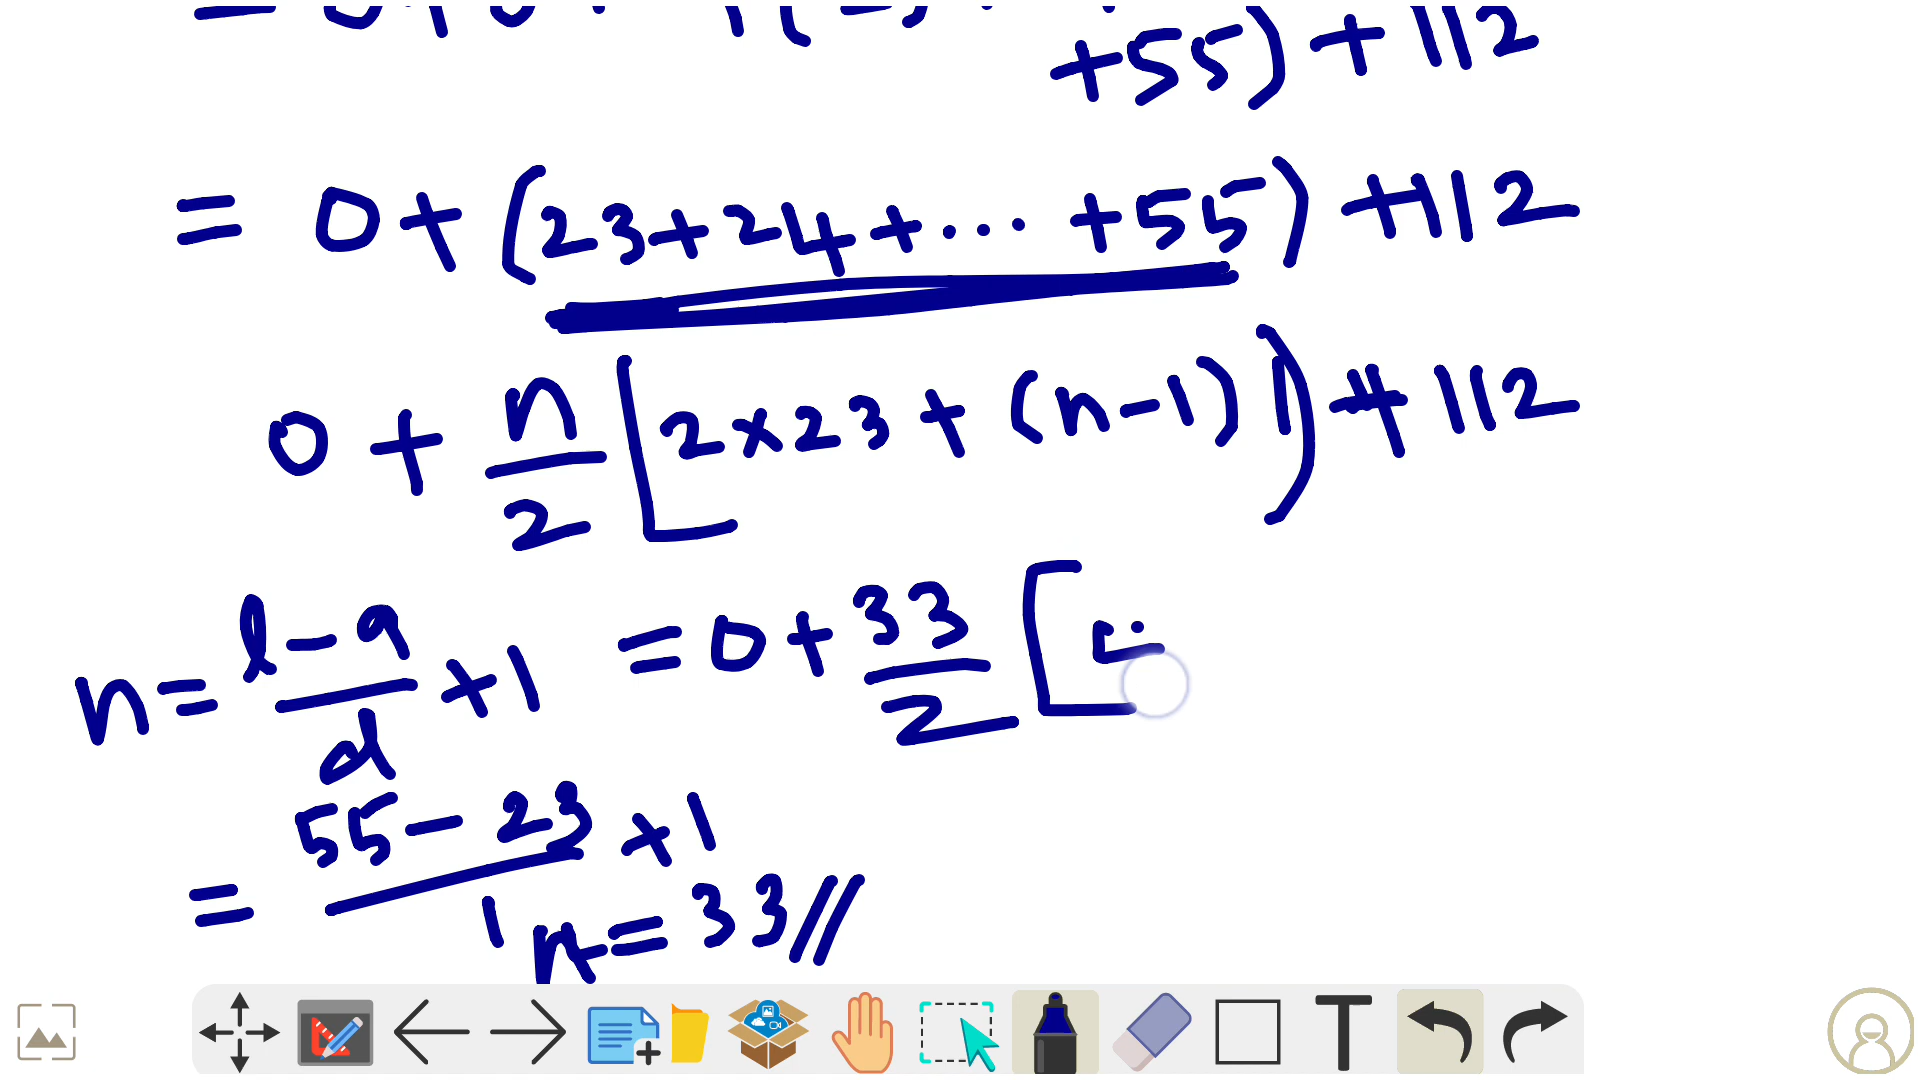 +55) + 112
= 0 + (23+24+ ... +55) + 112
0 + n/2 [2×23 + (n-1)1) + 112
n = l-a/d + 1 = 0 + 33/2 [
= 55-23/1 + 1
n = 33//
T